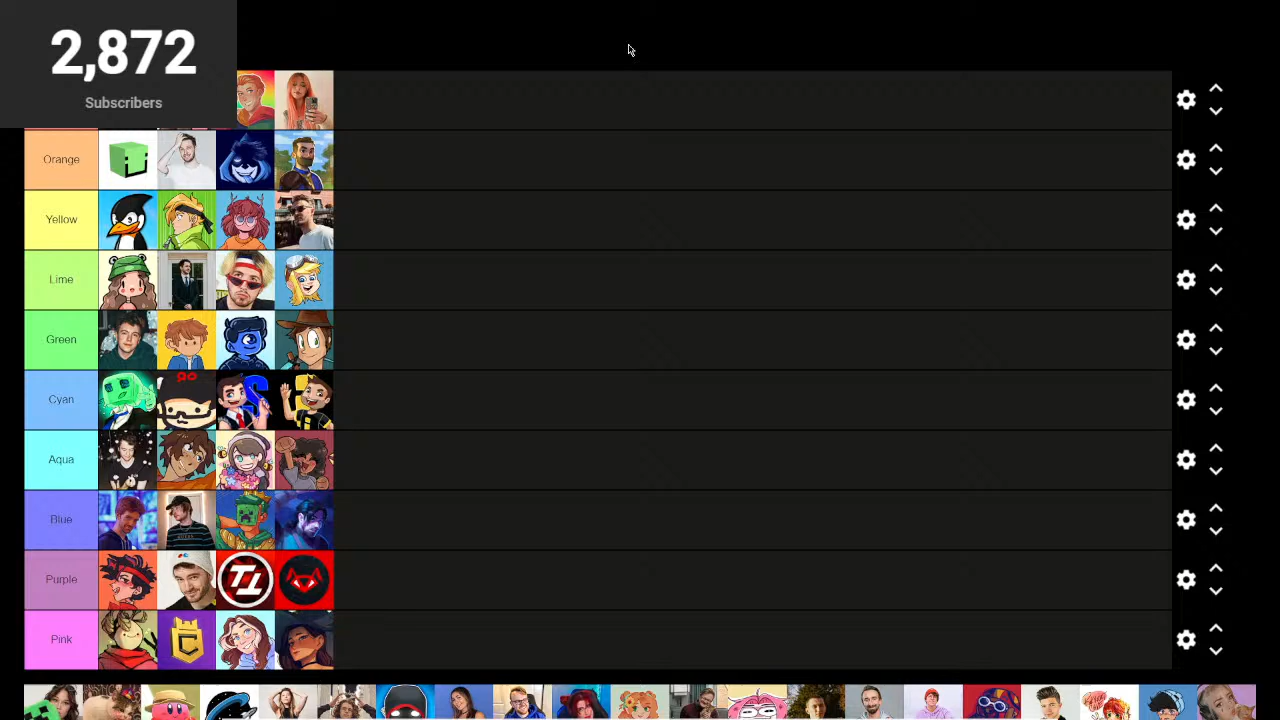 2,872
Subscribers
Orange
Yellow
Lime
Green
Cyan
Aqua
Blue
Purple
Pink